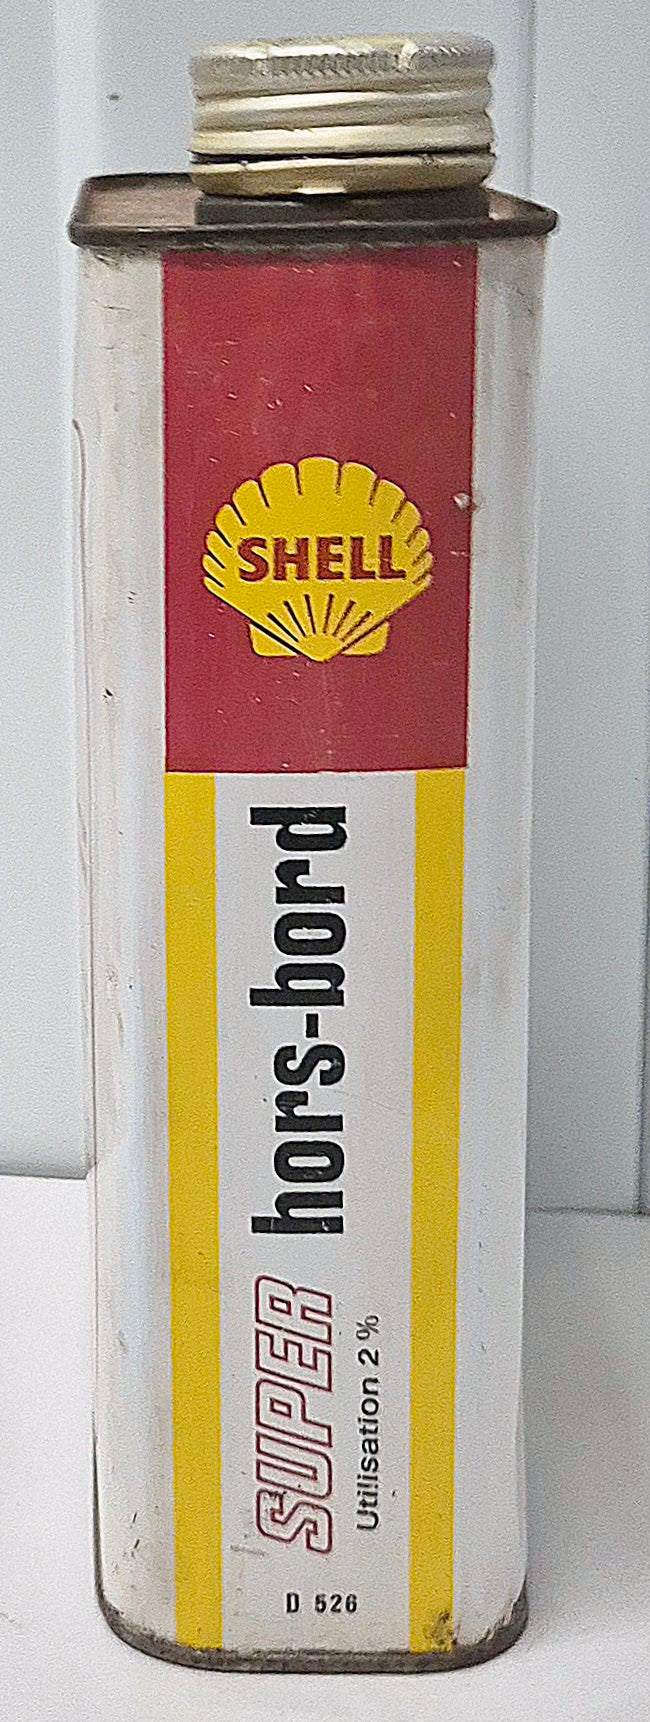 SHELL
SUPER hors-bord
Utilisation 2 %
D 526